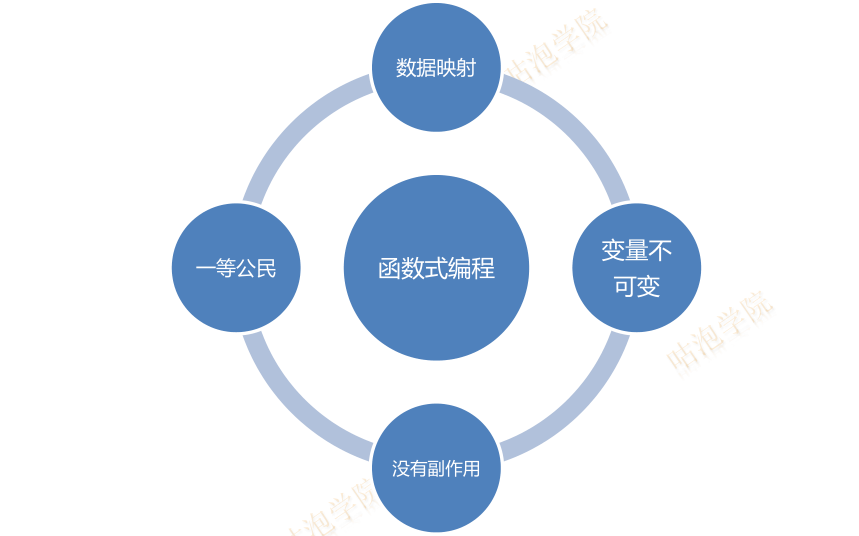 数据映射
咕泡学院
一等公民
函数式编程
变量不
可变
咕泡学院
没有副作用
咕泡学院